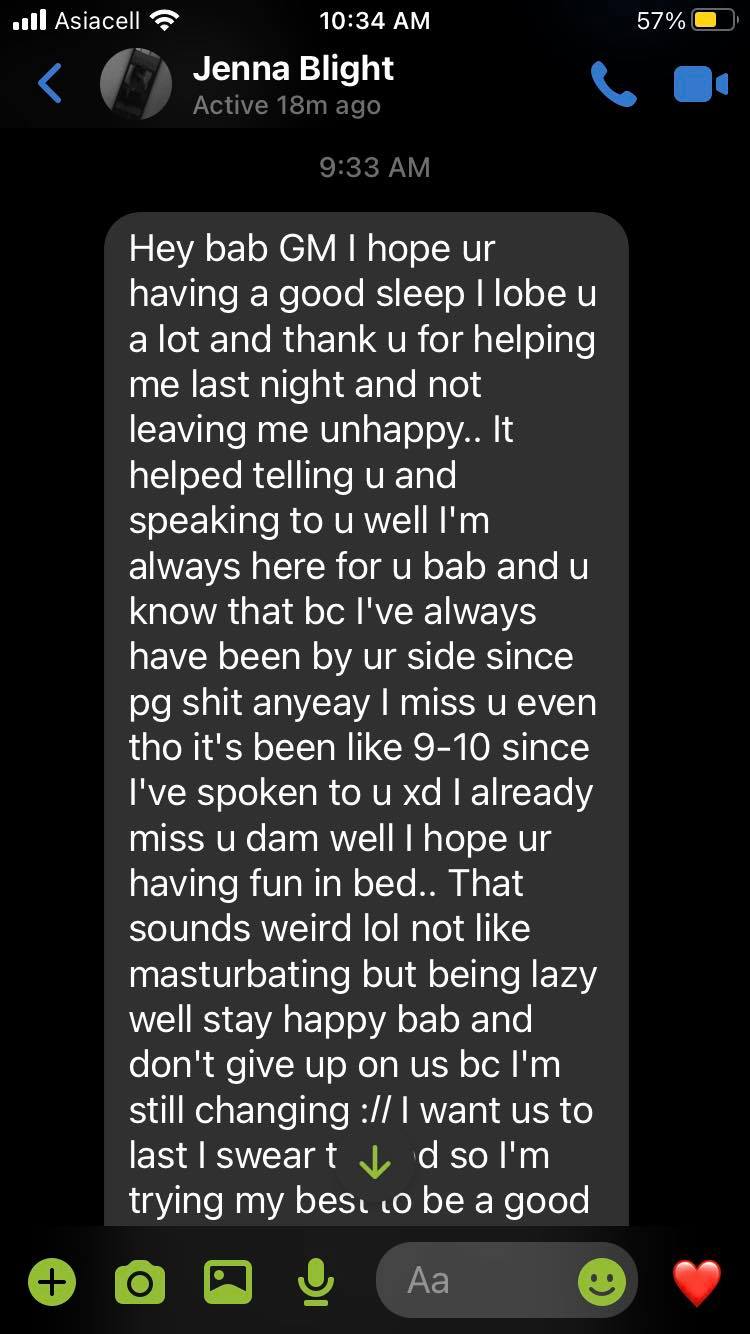 Asiacell 10:34 AM 57%
Jenna Blight
Active 18m ago
9:33 AM
Hey bab GM I hope ur
having a good sleep I lobe u
a lot and thank u for helping
me last night and not
leaving me unhappy.. It
helped telling u and
speaking to u well I'm
always here for u bab and u
know that bc I've always
have been by ur side since
pg shit anyeay I miss u even
tho it's been like 9-10 since
I've spoken to u xd I already
miss u dam well I hope ur
having fun in bed.. That
sounds weird lol not like
masturbating but being lazy
well stay happy bab and
don't give up on us bc I'm
still changing :// I want us to
last I swear so I'm
trying my best to be a good
Aa